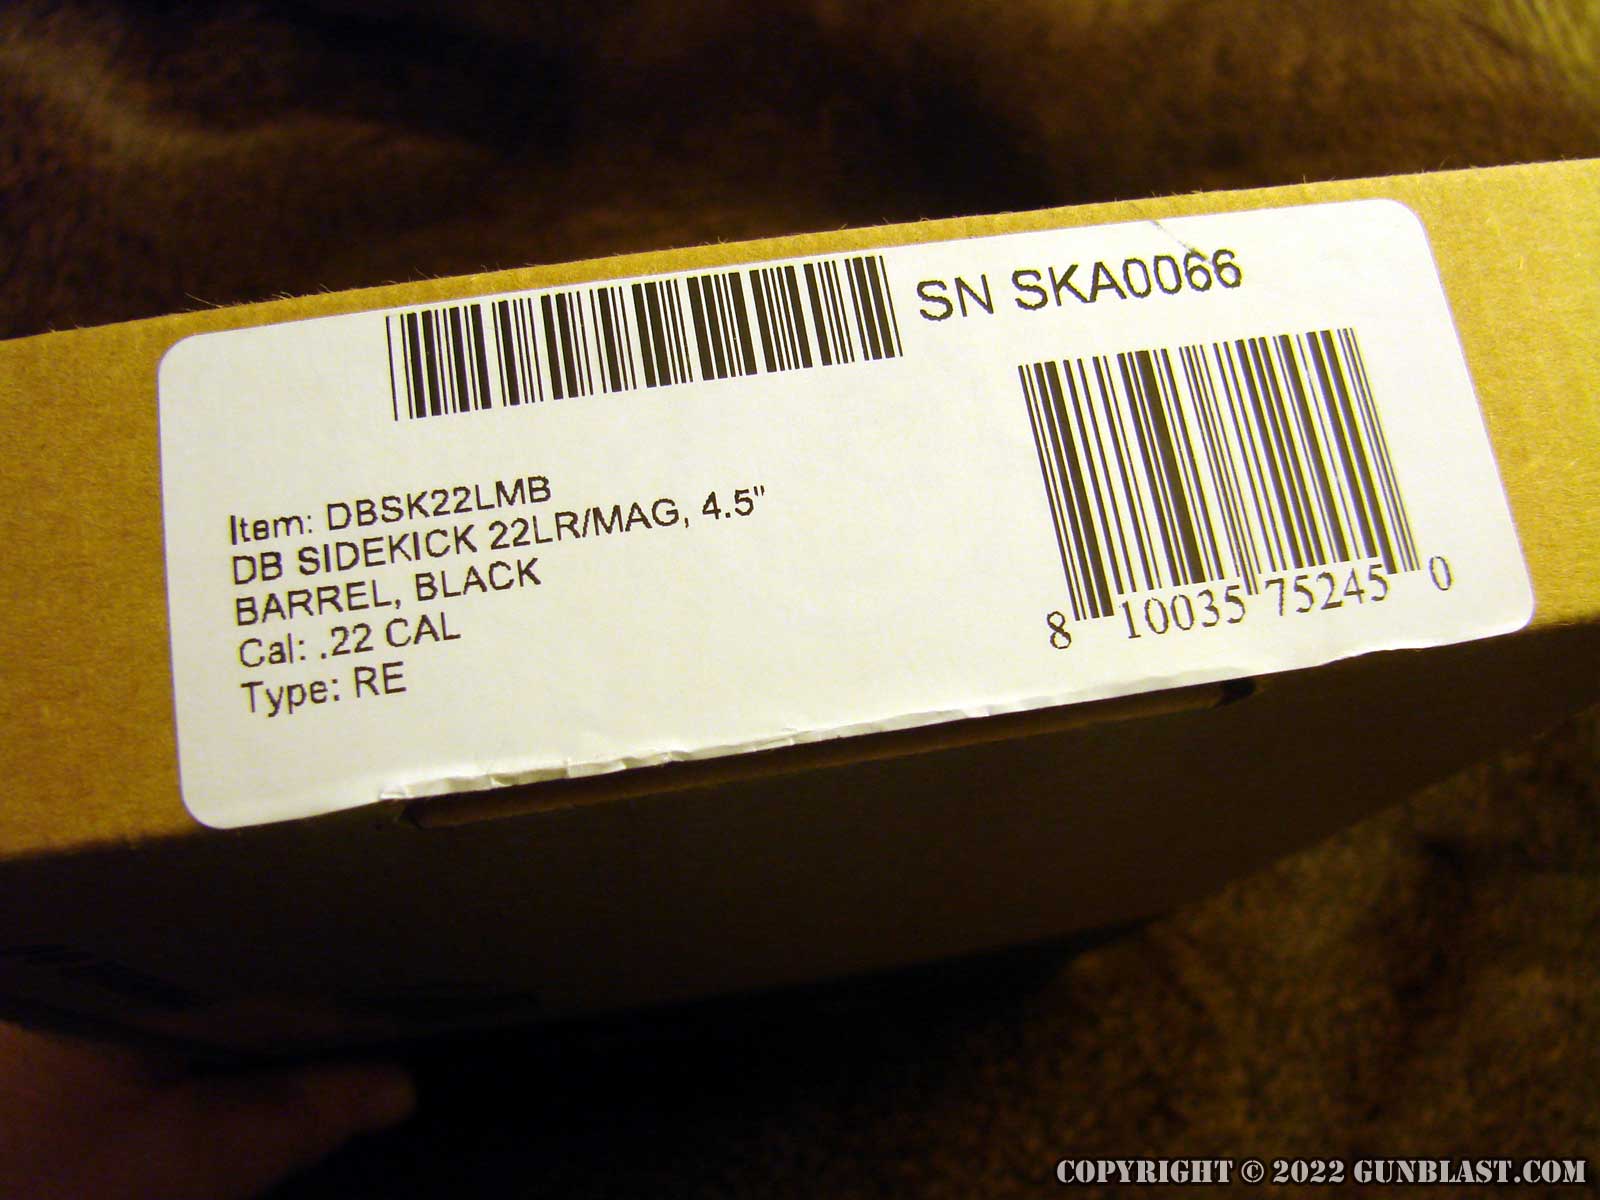 SN SKA0066
Item: DBSK22LMB
DB SIDEKICK 22LR/MAG, 4.5"
BARREL, BLACK
Cal: .22 CAL
Type: RE
8 10035 75245 0
COPYRIGHT © 2022 GUNBLAST.COM